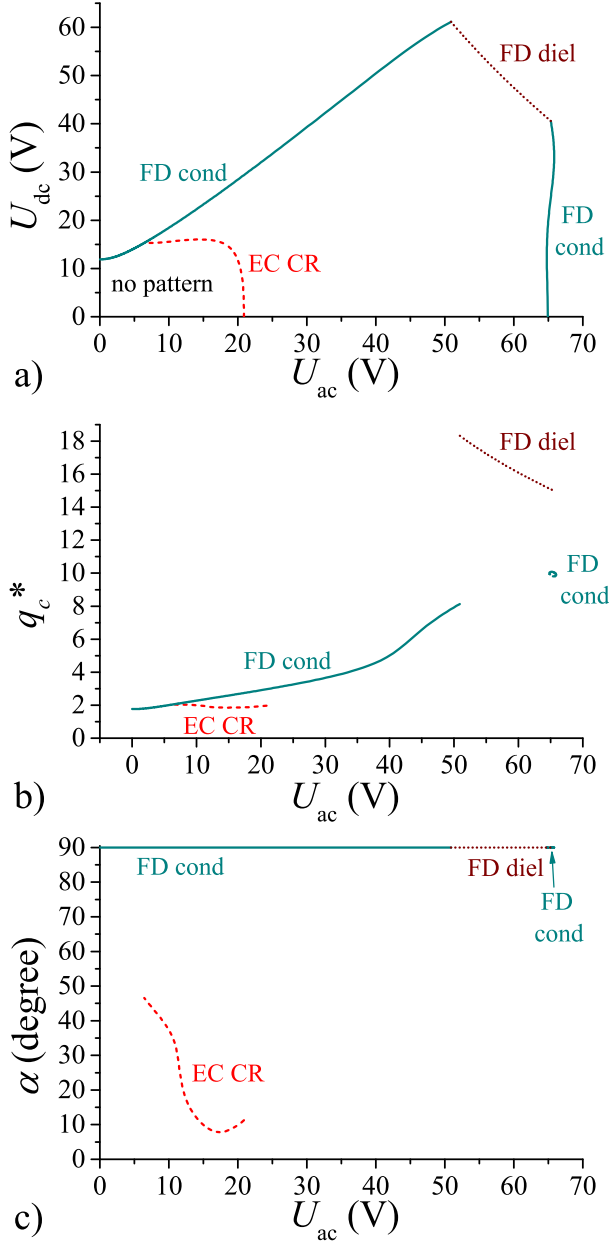 60
50
40
30
20
10
0
U_dc (V)
FD diel
FD cond
FD
cond
EC CR
no pattern
0 10 20 30 40 50 60 70
a)
U_ac (V)
18
16
14
12
10
8
6
4
2
0
q_c*
FD diel
FD
cond
FD cond
EC CR
0 10 20 30 40 50 60 70
b)
U_ac (V)
90
80
70
60
50
40
30
20
10
0
α (degree)
FD cond
FD diel
FD
cond
EC CR
0 10 20 30 40 50 60 70
c)
U_ac (V)